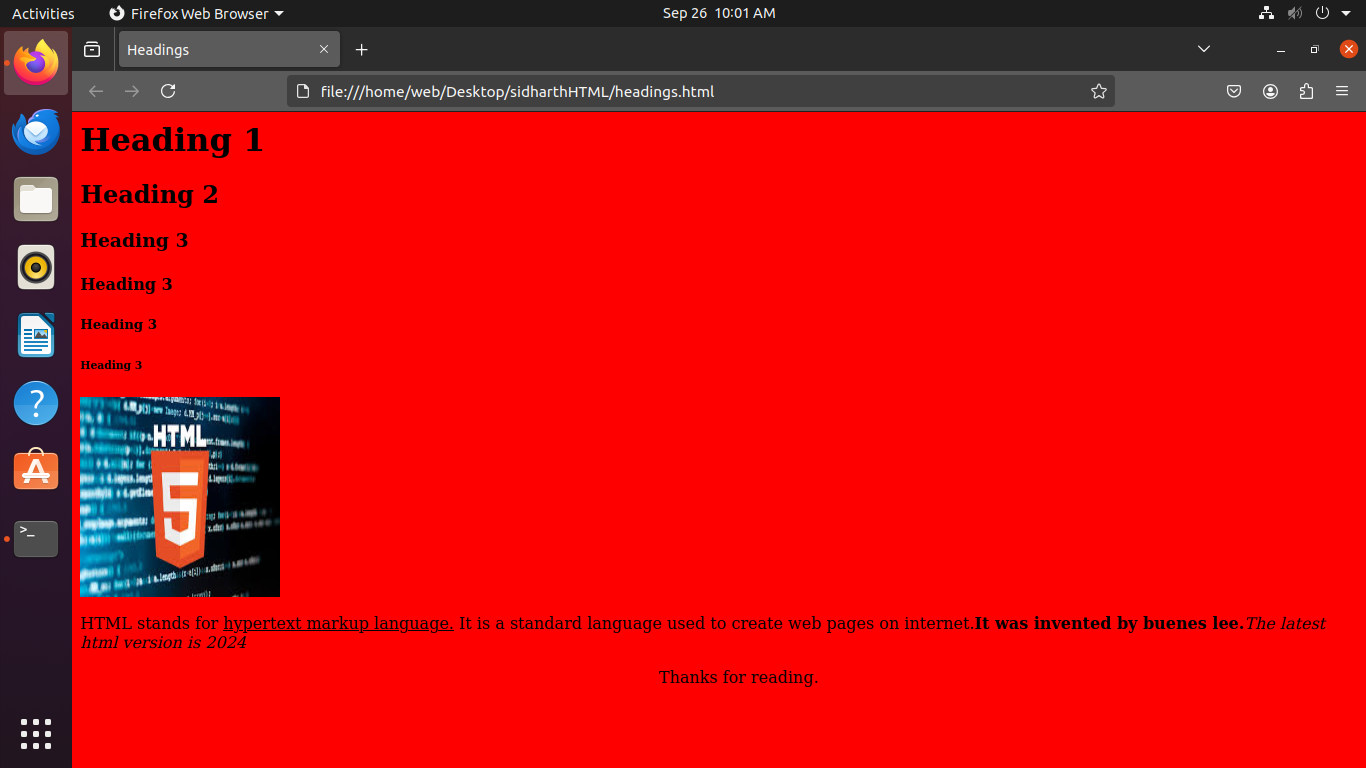 Activities Firefox Web Browser Sep 26 10:01 AM
Headings
file:///home/web/Desktop/sidharthHTML/headings.html
Heading 1
Heading 2
Heading 3
Heading 3
Heading 3
Heading 3
HTML
5
HTML stands for hypertext markup language. It is a standard language used to create web pages on internet.It was invented by buenes lee.The latest
html version is 2024
Thanks for reading.